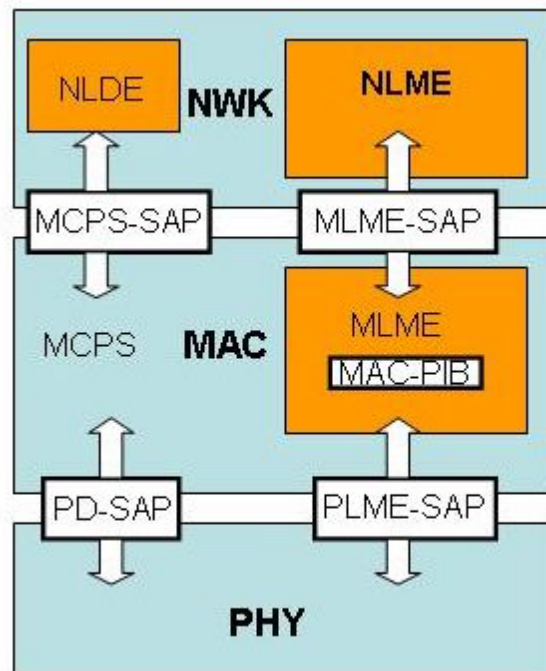 NLDE
NWK
NLME
MCPS-SAP
MLME-SAP
MCPS
MAC
MLME
MAC-PIB
PD-SAP
PLME-SAP
PHY